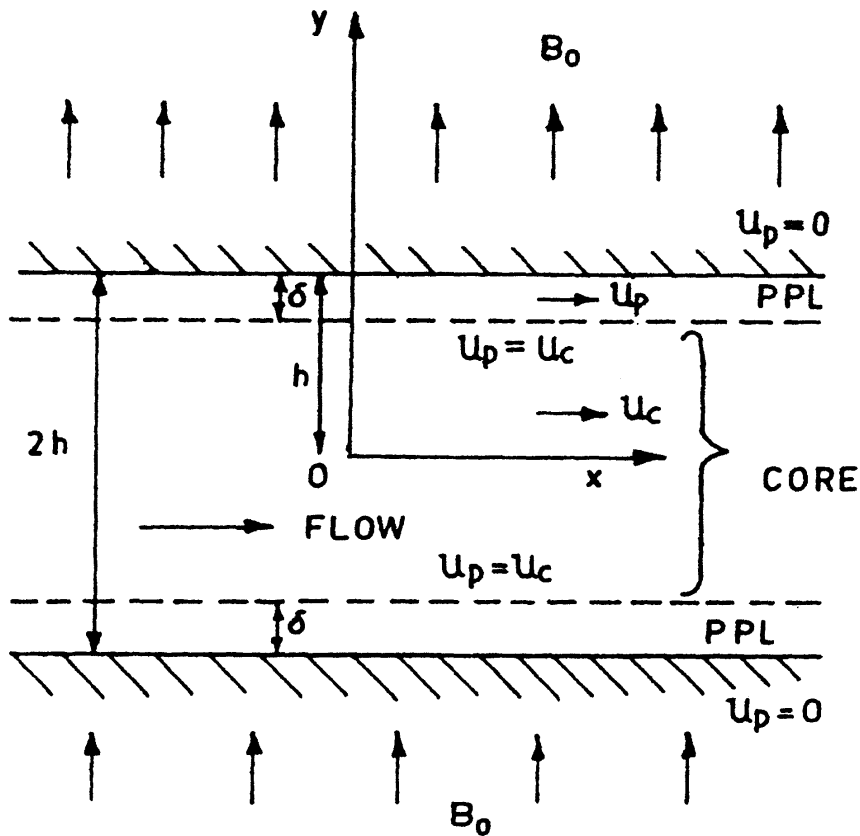 y
B₀
u_p=0
δ
u_p
PPL
u_p=u_c
h
u_c
2h
O
x
CORE
FLOW
u_p=u_c
δ
PPL
u_p=0
B₀